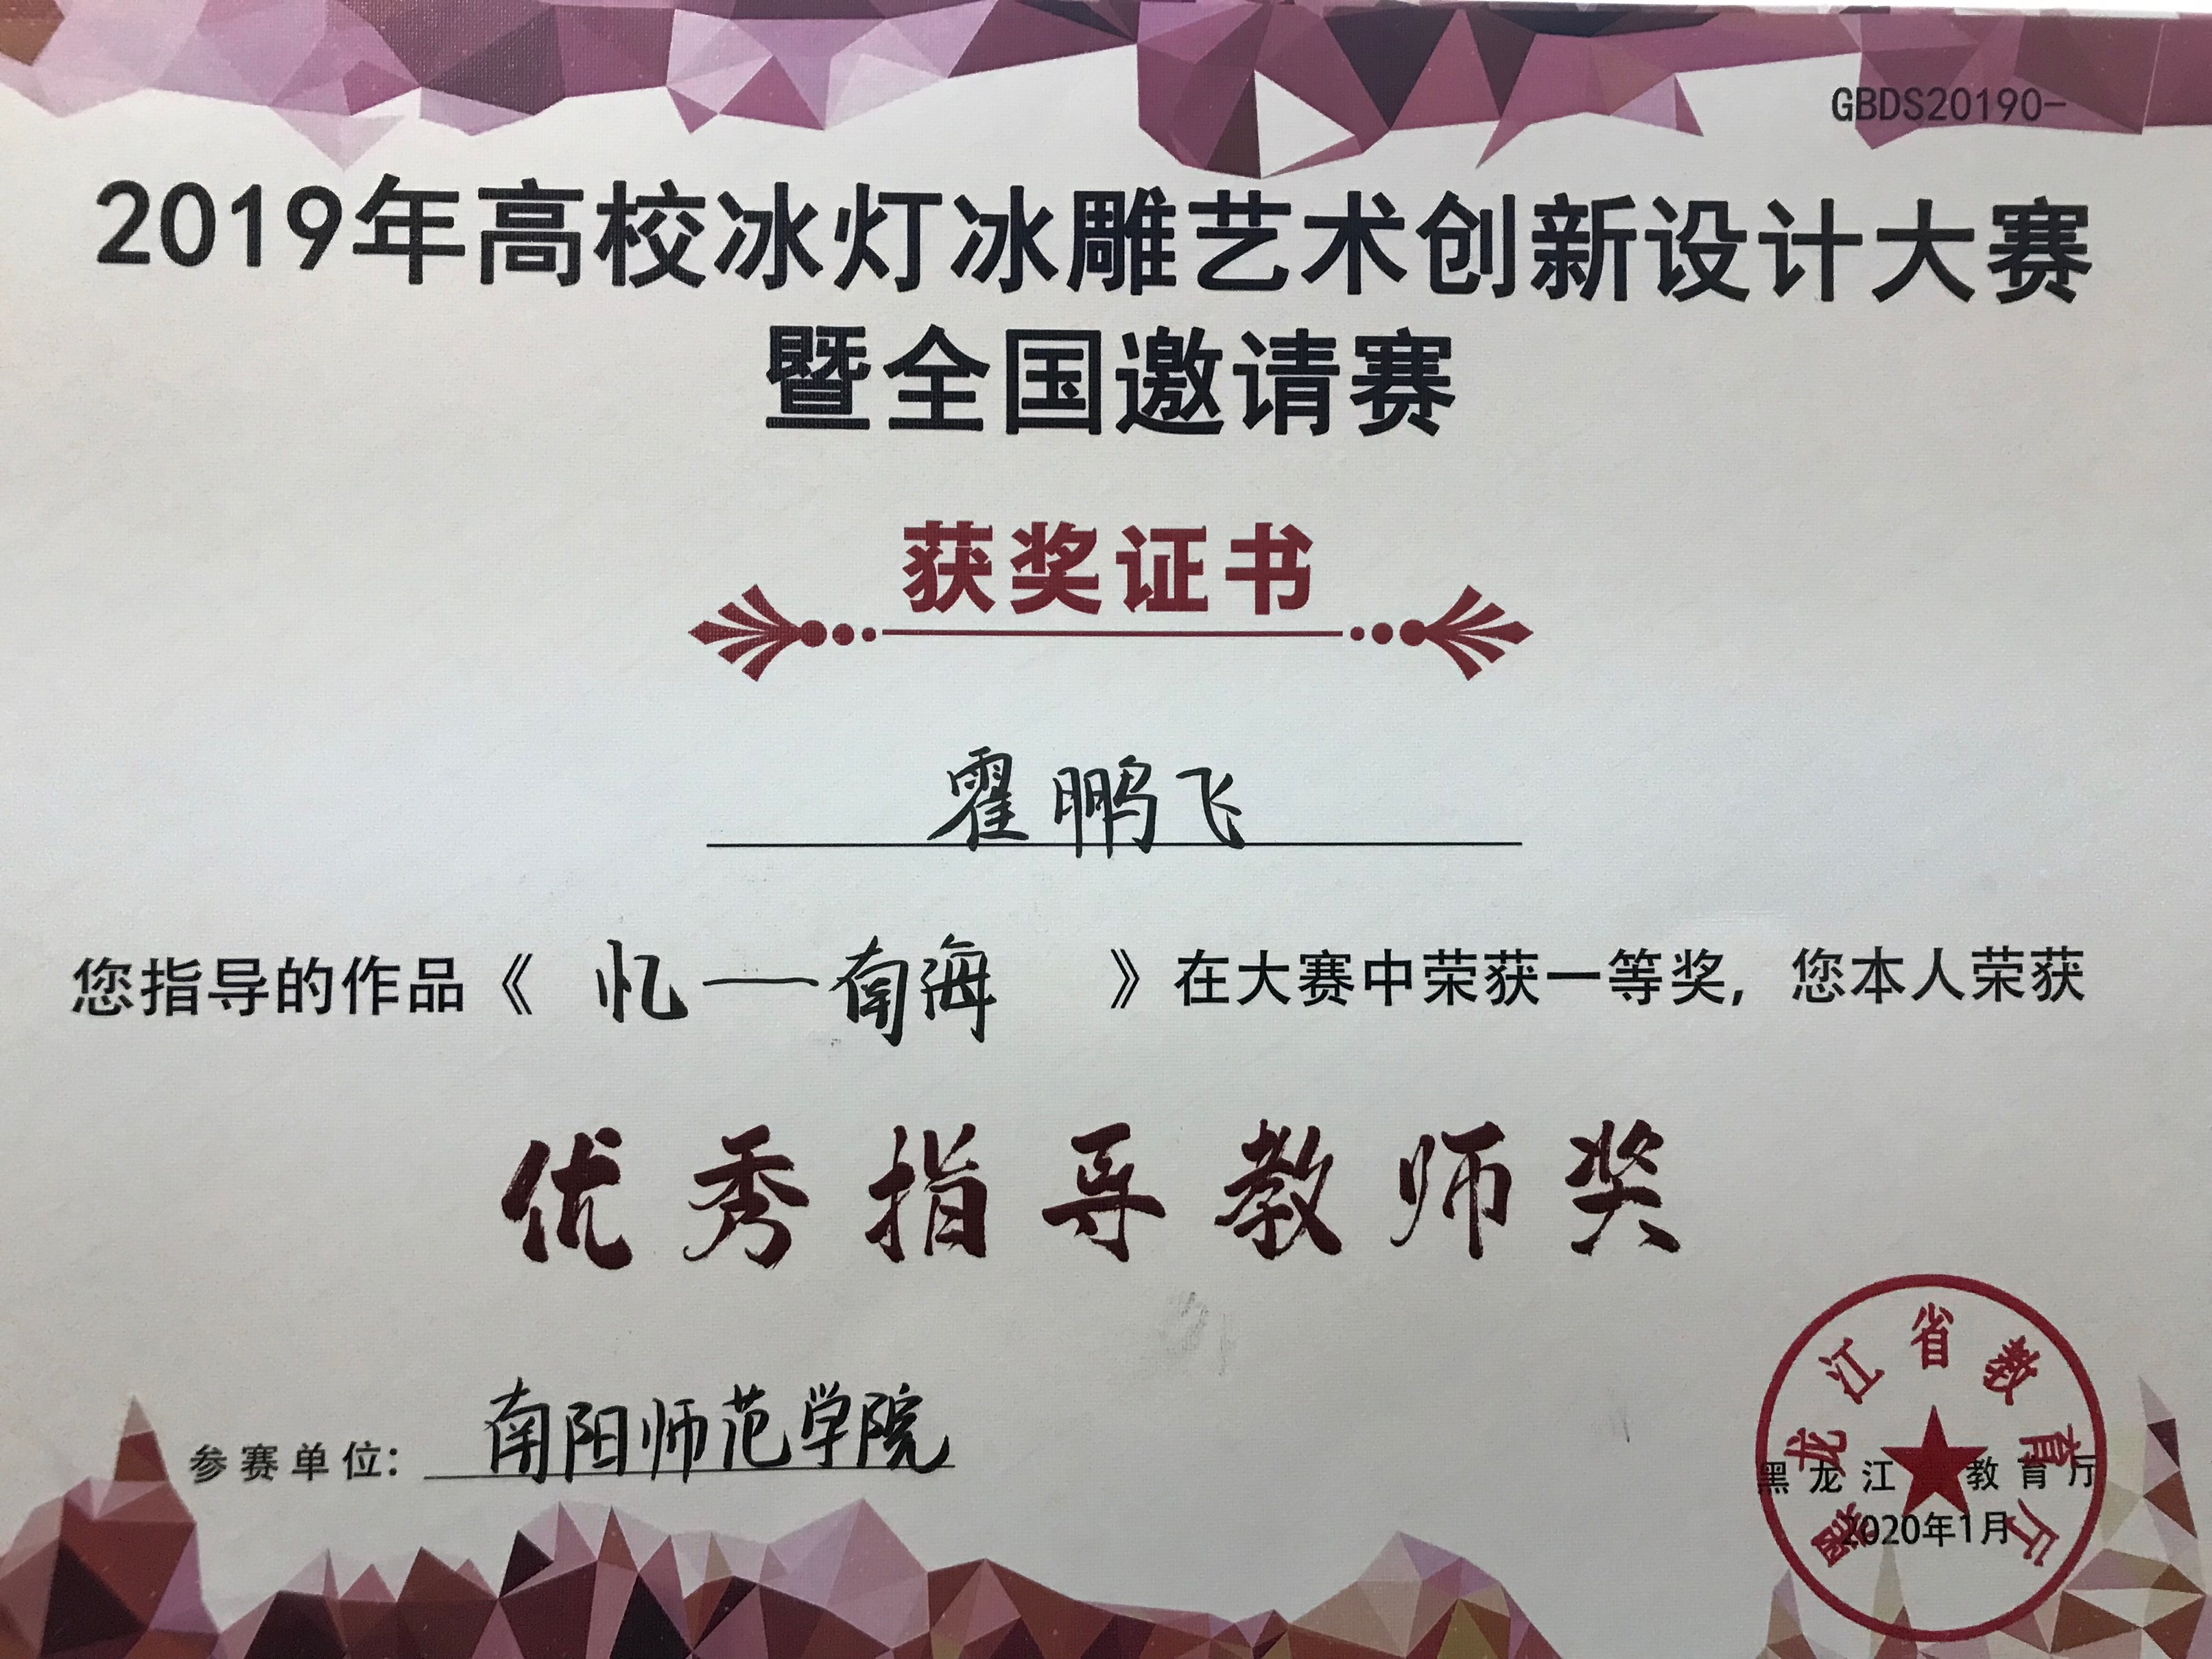 GBDS20190-
2019年高校冰灯冰雕艺术创新设计大赛
暨全国邀请赛
获奖证书
霍鹏飞
您指导的作品《 忆——南海 》在大赛中荣获一等奖，您本人荣获
优秀指导教师奖
参赛单位：南阳师范学院
黑龙江省教育厅
黑龙江 教育厅
2020年1月